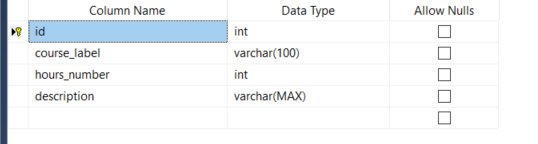 Column Name Data Type Allow Nulls
id int
course_label varchar(100)
hours_number int
description varchar(MAX)